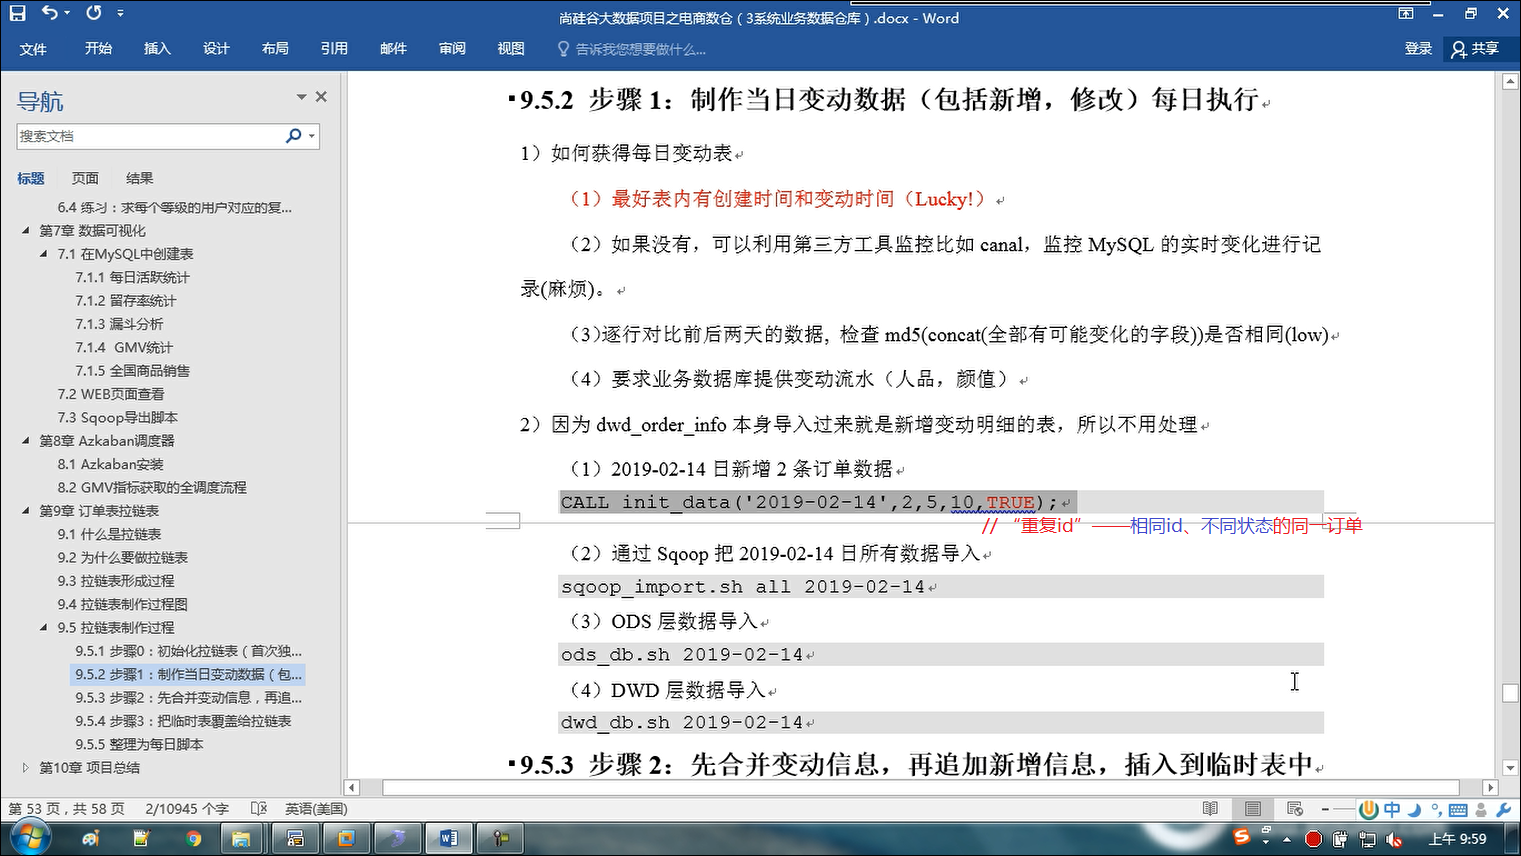 尚硅谷大数据项目之电商数仓（3系统业务数据仓库）.docx - Word
文件 开始 插入 设计 布局 引用 邮件 审阅 视图 告诉我您想要做什么... 登录 共享
导航
搜索文档
标题 页面 结果
6.4 练习：求每个等级的用户对应的复...
第7章 数据可视化
7.1 在MySQL中创建表
7.1.1 每日活跃统计
7.1.2 留存率统计
7.1.3 漏斗分析
7.1.4 GMV统计
7.1.5 全国商品销售
7.2 WEB页面查看
7.3 Sqoop导出脚本
第8章 Azkaban调度器
8.1 Azkaban安装
8.2 GMV指标获取的全调度流程
第9章 订单表拉链表
9.1 什么是拉链表
9.2 为什么要做拉链表
9.3 拉链表形成过程
9.4 拉链表制作过程图
9.5 拉链表制作过程
9.5.1 步骤0：初始化拉链表（首次独...
9.5.2 步骤1：制作当日变动数据（包...
9.5.3 步骤2：先合并变动信息，再追...
9.5.4 步骤3：把临时表覆盖给拉链表
9.5.5 整理为每日脚本
第10章 项目总结
9.5.2 步骤 1：制作当日变动数据（包括新增，修改）每日执行
1）如何获得每日变动表
（1）最好表内有创建时间和变动时间（Lucky!）
（2）如果没有，可以利用第三方工具监控比如 canal，监控 MySQL 的实时变化进行记
录(麻烦)。
（3)逐行对比前后两天的数据, 检查 md5(concat(全部有可能变化的字段))是否相同(low)
（4）要求业务数据库提供变动流水（人品，颜值）
2）因为 dwd_order_info 本身导入过来就是新增变动明细的表，所以不用处理
（1）2019-02-14 日新增 2 条订单数据
CALL init_data('2019-02-14',2,5,10,TRUE);
// “重复id” ——相同id、不同状态的同一订单
（2）通过 Sqoop 把 2019-02-14 日所有数据导入
sqoop_import.sh all 2019-02-14
（3）ODS 层数据导入
ods_db.sh 2019-02-14
（4）DWD 层数据导入
dwd_db.sh 2019-02-14
9.5.3 步骤 2：先合并变动信息，再追加新增信息，插入到临时表中
第 53 页，共 58 页 2/10945 个字 英语(美国)
中
上午 9:59